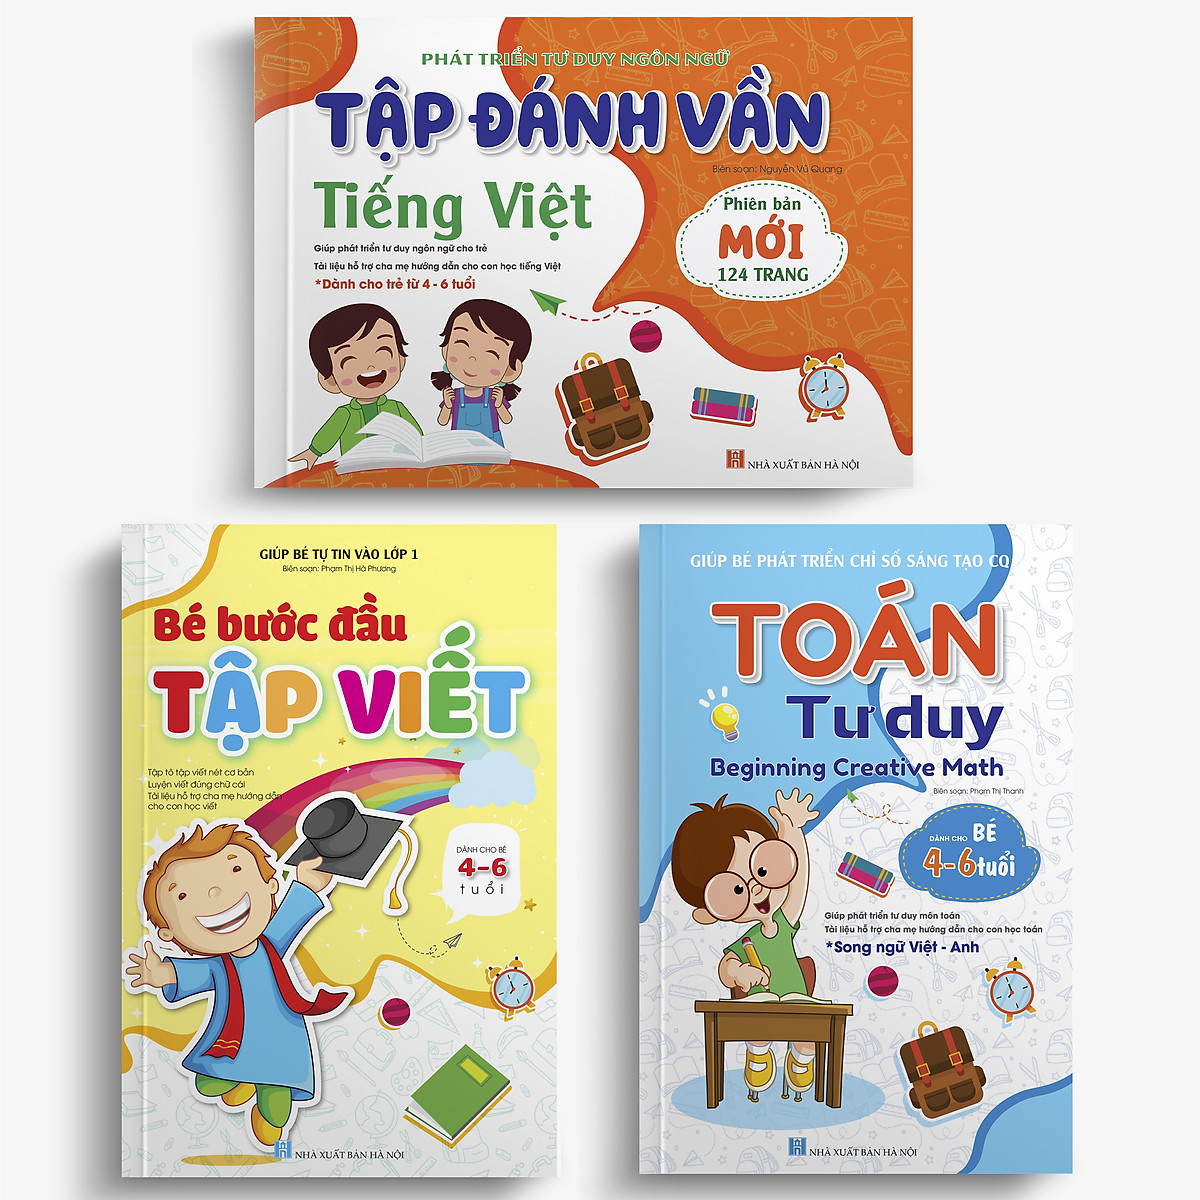 PHÁT TRIỂN TƯ DUY NGÔN NGỮ
TẬP ĐÁNH VẦN
Biên soạn: Nguyễn Vũ Quang
Tiếng Việt
Giúp phát triển tư duy ngôn ngữ cho trẻ
Tài liệu hỗ trợ cha mẹ hướng dẫn cho con học tiếng Việt
*Dành cho trẻ từ 4 - 6 tuổi
Phiên bản
MỚI
124 TRANG
NHÀ XUẤT BẢN HÀ NỘI
GIÚP BÉ TỰ TIN VÀO LỚP 1
Biên soạn: Phạm Thị Hà Phương
Bé bước đầu
TẬP VIẾT
Tập tô tập viết nét cơ bản
Luyện viết đúng chữ cái
Tài liệu hỗ trợ cha mẹ hướng dẫn
cho con học viết
DÀNH CHO BÉ
4-6
tuổi
NHÀ XUẤT BẢN HÀ NỘI
GIÚP BÉ PHÁT TRIỂN CHỈ SỐ SÁNG TẠO CQ
TOÁN
Tư duy
Beginning Creative Math
Biên soạn: Phạm Thị Thanh
DÀNH CHO BÉ
4-6 tuổi
Giúp phát triển tư duy môn toán
Tài liệu hỗ trợ cha mẹ hướng dẫn cho con học toán
*Song ngữ Việt - Anh
NHÀ XUẤT BẢN HÀ NỘI